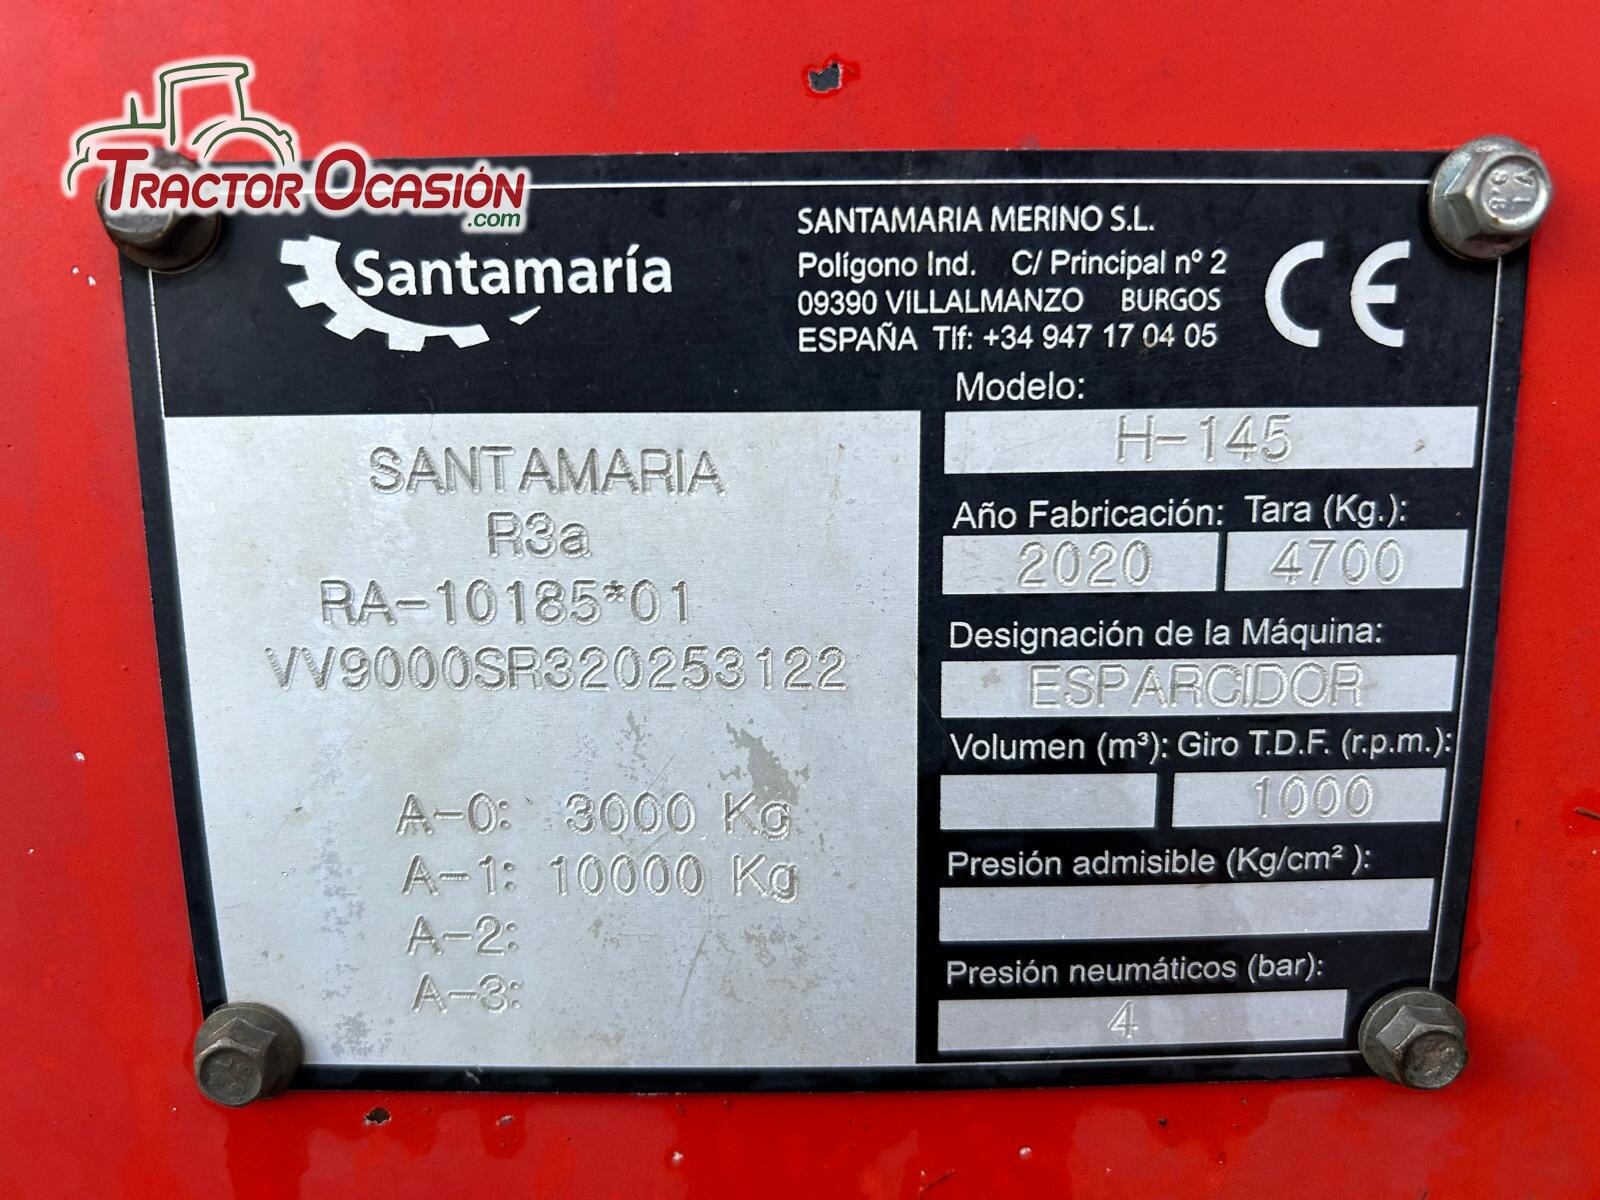 TRACTOR OCASIÓN
.com
Santamaría
SANTAMARIA MERINO S.L.
Polígono Ind. C/ Principal nº 2
09390 VILLALMANZO BURGOS
ESPAÑA Tlf: +34 947 17 04 05
CE
SANTAMARIA
R3a
RA-10185*01
VV9000SR320253122
A-0: 3000 Kg
A-1: 10000 Kg
A-2:
A-3:
Modelo:
H-145
Año Fabricación: Tara (Kg.):
2020 4700
Designación de la Máquina:
ESPARCIDOR
Volumen (m³): Giro T.D.F. (r.p.m.):
1000
Presión admisible (Kg/cm² ):
Presión neumáticos (bar):
4